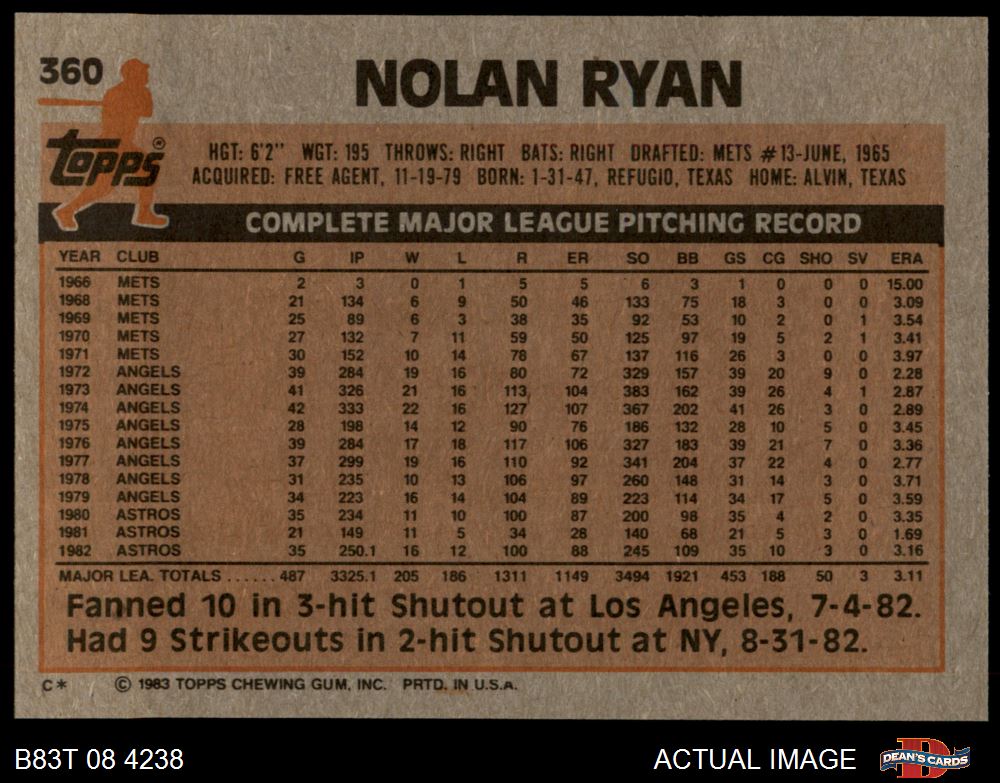 360
NOLAN RYAN
Topps®
HGT: 6'2" WGT: 195 THROWS: RIGHT BATS: RIGHT DRAFTED: METS #13-JUNE, 1965
ACQUIRED: FREE AGENT, 11-19-79 BORN: 1-31-47, REFUGIO, TEXAS HOME: ALVIN, TEXAS
COMPLETE MAJOR LEAGUE PITCHING RECORD
YEAR CLUB G IP W L R ER SO BB GS CG SHO SV ERA
1966 METS 2 3 0 1 5 5 6 3 1 0 0 0 15.00
1968 METS 21 134 6 9 50 46 133 75 18 3 0 0 3.09
1969 METS 25 89 6 3 38 35 92 53 10 2 0 1 3.54
1970 METS 27 132 7 11 59 50 125 97 19 5 2 1 3.41
1971 METS 30 152 10 14 78 67 137 116 26 3 0 0 3.97
1972 ANGELS 39 284 19 16 80 72 329 157 39 20 9 0 2.28
1973 ANGELS 41 326 21 16 113 104 383 162 39 26 4 1 2.87
1974 ANGELS 42 333 22 16 127 107 367 202 41 26 3 0 2.89
1975 ANGELS 28 198 14 12 90 76 186 132 28 10 5 0 3.45
1976 ANGELS 39 284 17 18 117 106 327 183 39 21 7 0 3.36
1977 ANGELS 37 299 19 16 110 92 341 204 37 22 4 0 2.77
1978 ANGELS 31 235 10 13 106 97 260 148 31 14 3 0 3.71
1979 ANGELS 34 223 16 14 104 89 223 114 34 17 5 0 3.59
1980 ASTROS 35 234 11 10 100 87 200 98 35 4 2 0 3.35
1981 ASTROS 21 149 11 5 34 28 140 68 21 5 3 0 1.69
1982 ASTROS 35 250.1 16 12 100 88 245 109 35 10 3 0 3.16
MAJOR LEA. TOTALS ...... 487 3325.1 205 186 1311 1149 3494 1921 453 188 50 3 3.11
Fanned 10 in 3-hit Shutout at Los Angeles, 7-4-82.
Had 9 Strikeouts in 2-hit Shutout at NY, 8-31-82.
C* © 1983 TOPPS CHEWING GUM, INC. PRTD. IN U.S.A.
B83T 08 4238 ACTUAL IMAGE D DEAN'S CARDS